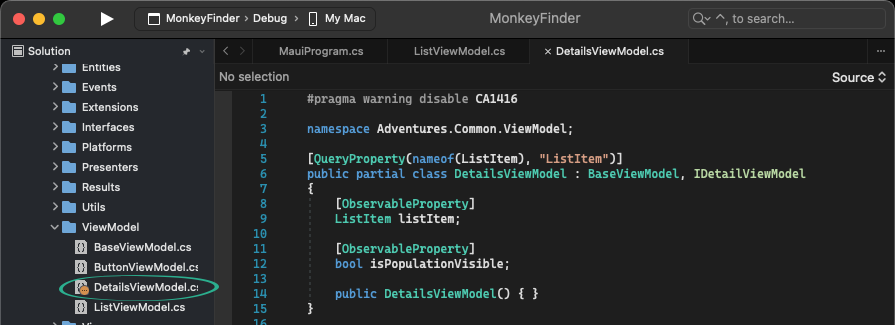 MonkeyFinder › Debug › My Mac
MonkeyFinder
⌃, to search...
Solution
MauiProgram.cs
ListViewModel.cs
× DetailsViewModel.cs
No selection
Source
Entities
Events
Extensions
Interfaces
Platforms
Presenters
Results
Utils
ViewModel
BaseViewModel.cs
ButtonViewModel.cs
DetailsViewModel.cs
ListViewModel.cs
1 #pragma warning disable CA1416
2
3 namespace Adventures.Common.ViewModel;
4
5 [QueryProperty(nameof(ListItem), "ListItem")]
6 public partial class DetailsViewModel : BaseViewModel, IDetailViewModel
7 {
8 [ObservableProperty]
9 ListItem listItem;
10
11 [ObservableProperty]
12 bool isPopulationVisible;
13
14 public DetailsViewModel() { }
15 }
16